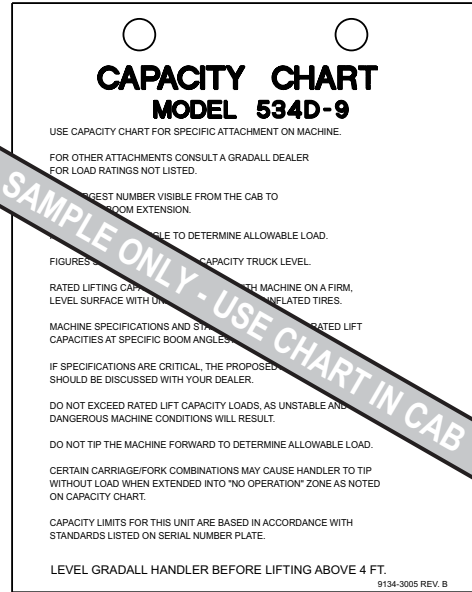 CAPACITY CHART
MODEL 534D-9
USE CAPACITY CHART FOR SPECIFIC ATTACHMENT ON MACHINE.
FOR OTHER ATTACHMENTS CONSULT A GRADALL DEALER
FOR LOAD RATINGS NOT LISTED.
NUMBER VISIBLE FROM THE CAB TO
BOOM EXTENSION.
TO DETERMINE ALLOWABLE LOAD.
FIGURES CAPACITY TRUCK LEVEL.
RATED LIFTING MACHINE ON A FIRM,
LEVEL SURFACE WITH INFLATED TIRES.
MACHINE SPECIFICATIONS AND RATED LIFT
CAPACITIES AT SPECIFIC BOOM ANGLES
IF SPECIFICATIONS ARE CRITICAL, THE PROPOSED
SHOULD BE DISCUSSED WITH YOUR DEALER.
DO NOT EXCEED RATED LIFT CAPACITY LOADS, AS UNSTABLE AND
DANGEROUS MACHINE CONDITIONS WILL RESULT.
DO NOT TIP THE MACHINE FORWARD TO DETERMINE ALLOWABLE LOAD.
CERTAIN CARRIAGE/FORK COMBINATIONS MAY CAUSE HANDLER TO TIP
WITHOUT LOAD WHEN EXTENDED INTO "NO OPERATION" ZONE AS NOTED
ON CAPACITY CHART.
CAPACITY LIMITS FOR THIS UNIT ARE BASED IN ACCORDANCE WITH
STANDARDS LISTED ON SERIAL NUMBER PLATE.
LEVEL GRADALL HANDLER BEFORE LIFTING ABOVE 4 FT.
9134-3005 REV. B
SAMPLE ONLY - USE CHART IN CAB